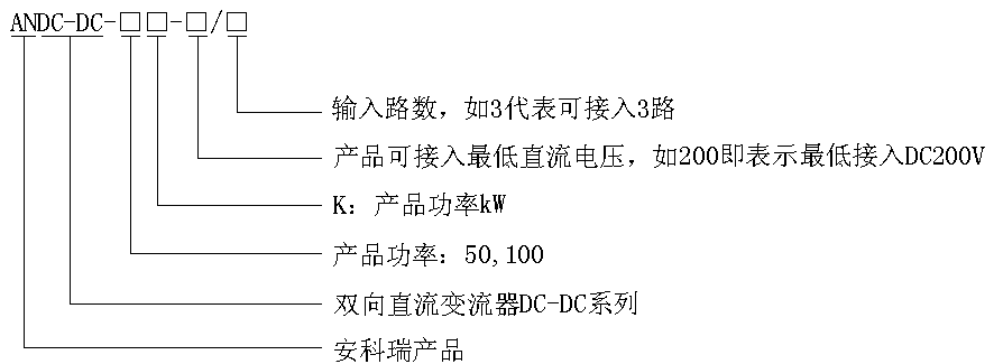 ANDC-DC-□□-□/□
输入路数，如3代表可接入3路
产品可接入最低直流电压，如200即表示最低接入DC200V
K：产品功率kW
产品功率：50,100
双向直流变流器DC-DC系列
安科瑞产品